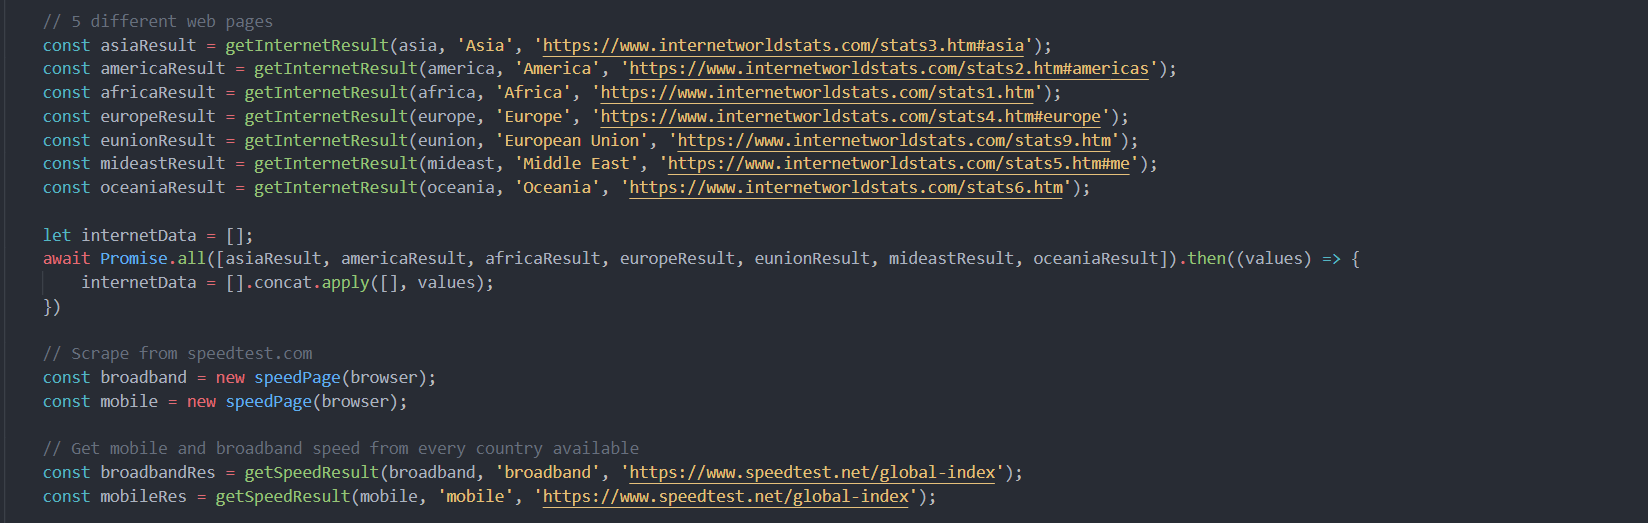 // 5 different web pages
const asiaResult = getInternetResult(asia, 'Asia', 'https://www.internetworldstats.com/stats3.htm#asia');
const americaResult = getInternetResult(america, 'America', 'https://www.internetworldstats.com/stats2.htm#americas');
const africaResult = getInternetResult(africa, 'Africa', 'https://www.internetworldstats.com/stats1.htm');
const europeResult = getInternetResult(europe, 'Europe', 'https://www.internetworldstats.com/stats4.htm#europe');
const eunionResult = getInternetResult(eunion, 'European Union', 'https://www.internetworldstats.com/stats9.htm');
const mideastResult = getInternetResult(mideast, 'Middle East', 'https://www.internetworldstats.com/stats5.htm#me');
const oceaniaResult = getInternetResult(oceania, 'Oceania', 'https://www.internetworldstats.com/stats6.htm');

let internetData = [];
await Promise.all([asiaResult, americaResult, africaResult, europeResult, eunionResult, mideastResult, oceaniaResult]).then((values) => {
    internetData = [].concat.apply([], values);
})

// Scrape from speedtest.com
const broadband = new speedPage(browser);
const mobile = new speedPage(browser);

// Get mobile and broadband speed from every country available
const broadbandRes = getSpeedResult(broadband, 'broadband', 'https://www.speedtest.net/global-index');
const mobileRes = getSpeedResult(mobile, 'mobile', 'https://www.speedtest.net/global-index');